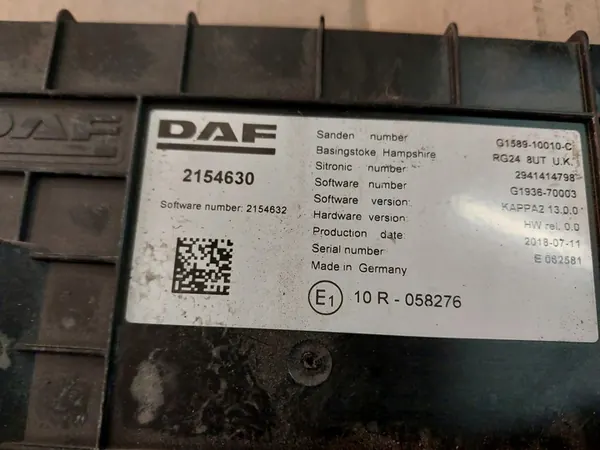 DAF
DAF
2154630
Software number: 2154632
Sanden number G1589-10010-C
Basingstoke Hampshire RG24 8UT U.K.
Sitronic number 2941414798
Software number G1936-70003
Software version: KAPPA2 13.0.0
Hardware version: HW rel. 0.0
Production date: 2018-07-11
Serial number E 062581
Made in Germany
E1 10 R - 058276